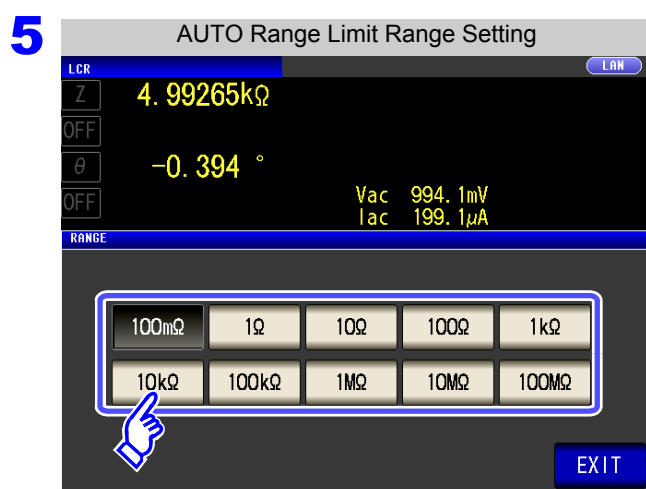 5
AUTO Range Limit Range Setting
LCR
LAN
Z 4.99265kΩ
OFF
θ -0.394 °
OFF
Vac 994.1mV
Iac 199.1μA
RANGE
100mΩ 1Ω 10Ω 100Ω 1kΩ
10kΩ 100kΩ 1MΩ 10MΩ 100MΩ
EXIT